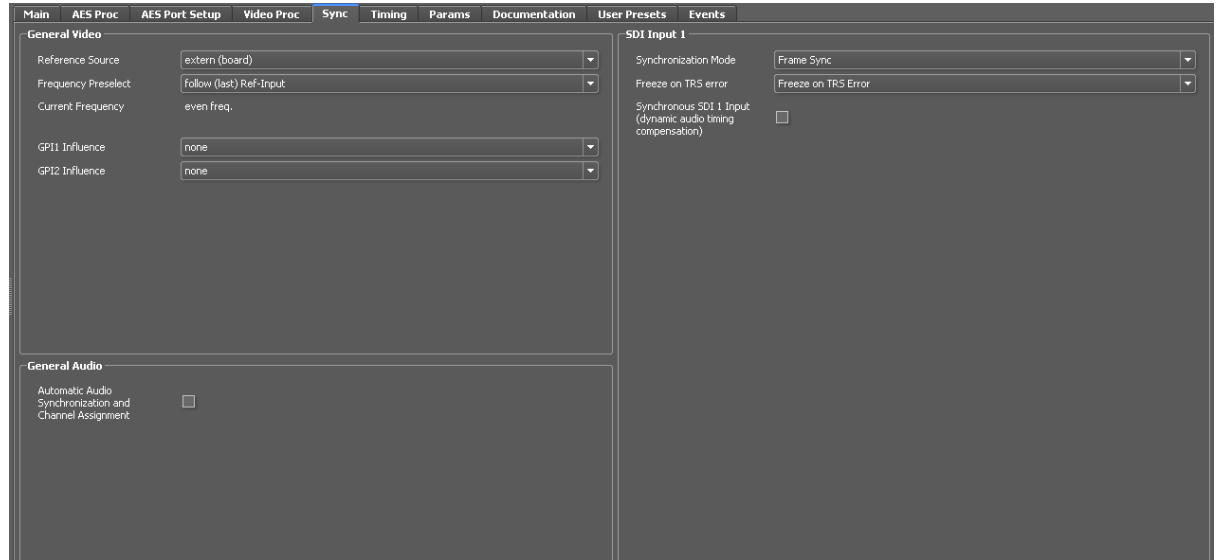 Main AES Proc AES Port Setup Video Proc Sync Timing Params Documentation User Presets Events
General Video
Reference Source extern (board)
Frequency Preselect follow (last) Ref-Input
Current Frequency even freq.
GPI1 Influence none
GPI2 Influence none
General Audio
Automatic Audio
Synchronization and
Channel Assignment
SDI Input 1
Synchronization Mode Frame Sync
Freeze on TRS error Freeze on TRS Error
Synchronous SDI 1 Input
(dynamic audio timing
compensation)